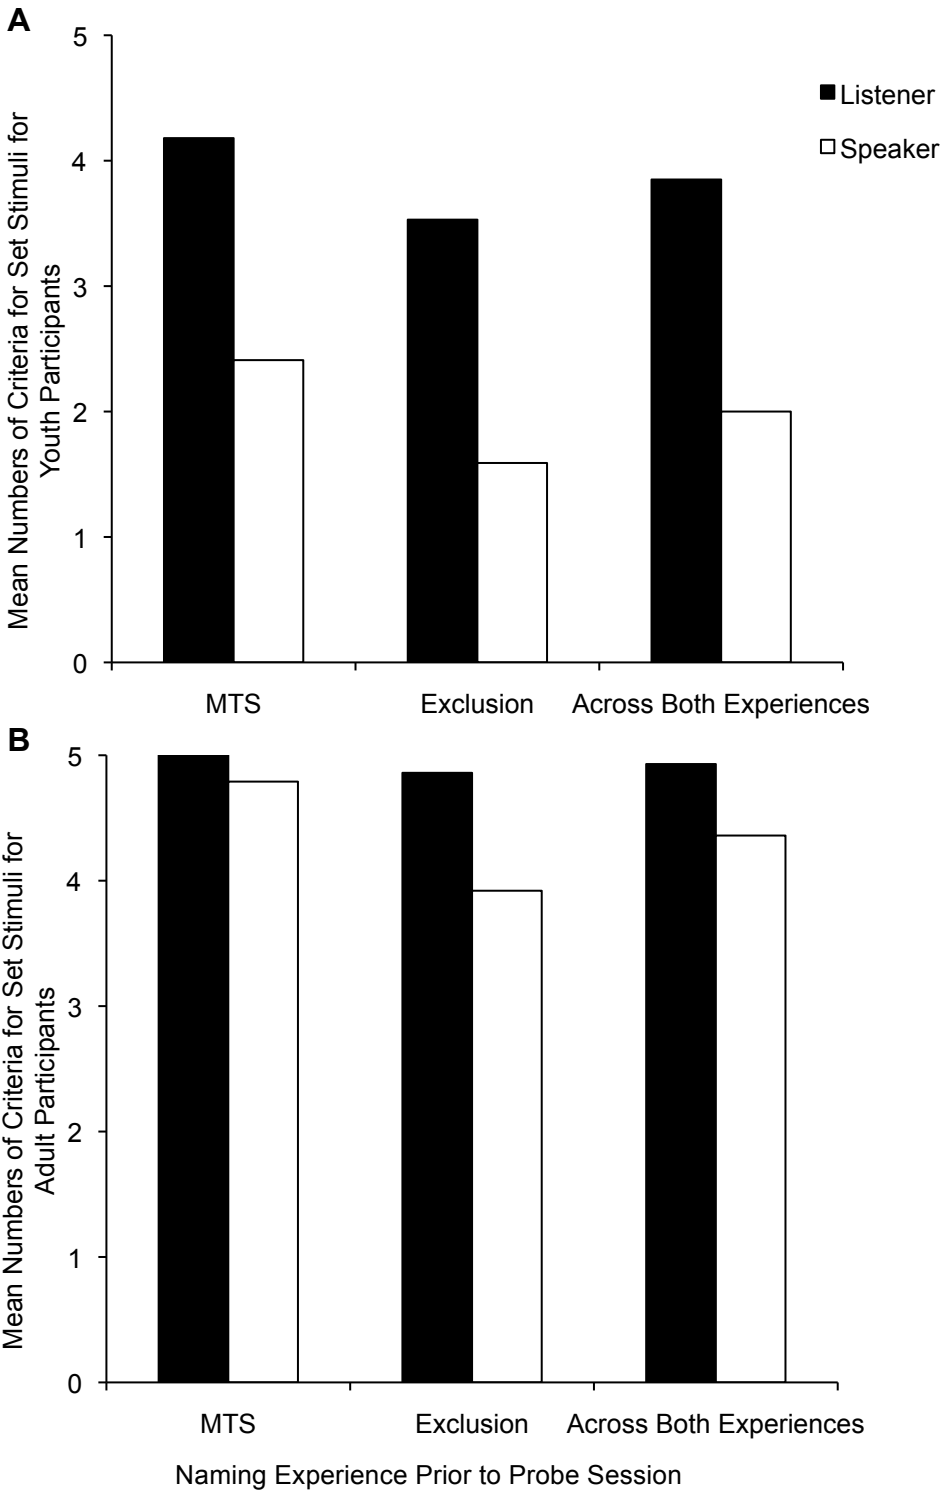 A
5
4
3
2
1
0
Mean Numbers of Criteria for Set Stimuli for
Youth Participants
Listener
Speaker
MTS Exclusion Across Both Experiences
B
5
4
3
2
1
0
Mean Numbers of Criteria for Set Stimuli for
Adult Participants
MTS Exclusion Across Both Experiences
Naming Experience Prior to Probe Session